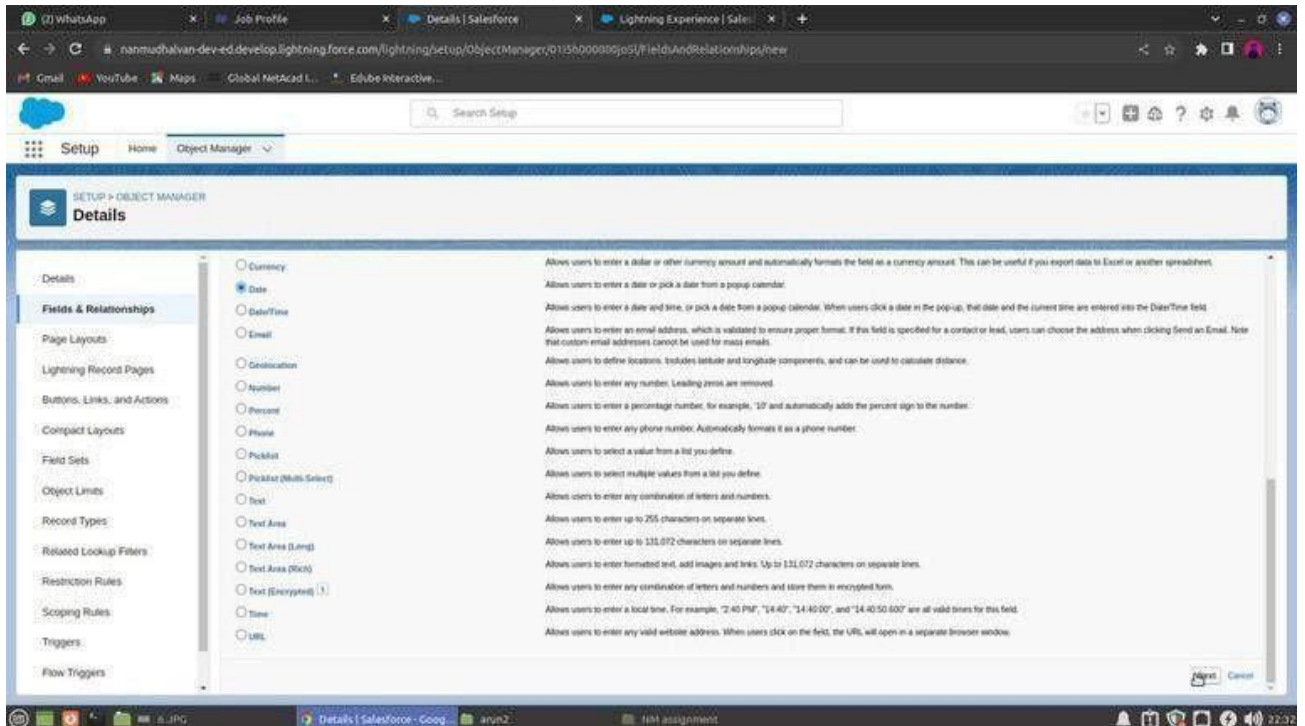 (2) WhatsApp
Job Profile
Details | Salesforce
Lightning Experience | Sales
nanmudhalvan-dev-ed.develop.lightning.force.com/lightning/setup/ObjectManager/01I5h000000joSl/FieldsAndRelationships/new
Gmail YouTube Maps Global NetAcad L... Edube Interactive...
Search Setup
Setup Home Object Manager
SETUP > OBJECT MANAGER
Details
Details
Fields & Relationships
Page Layouts
Lightning Record Pages
Buttons, Links, and Actions
Compact Layouts
Field Sets
Object Limits
Record Types
Related Lookup Filters
Restriction Rules
Scoping Rules
Triggers
Flow Triggers
Currency Allows users to enter a dollar or other currency amount and automatically formats the field as a currency amount. This can be useful if you export data to Excel or another spreadsheet.
Date Allows users to enter a date or pick a date from a popup calendar.
Date/Time Allows users to enter a date and time, or pick a date from a popup calendar. When users click a date in the pop-up, that date and the current time are entered into the Date/Time field.
Email Allows users to enter an email address, which is validated to ensure proper format. If this field is specified for a contact or lead, users can choose the address when clicking Send an Email. Note
that custom email addresses cannot be used for mass emails.
Geolocation Allows users to define locations. Includes latitude and longitude components, and can be used to calculate distance.
Number Allows users to enter any number. Leading zeros are removed.
Percent Allows users to enter a percentage number, for example, '10' and automatically adds the percent sign to the number.
Phone Allows users to enter any phone number. Automatically formats it as a phone number.
Picklist Allows users to select a value from a list you define.
Picklist (Multi-Select) Allows users to select multiple values from a list you define.
Text Allows users to enter any combination of letters and numbers.
Text Area Allows users to enter up to 255 characters on separate lines.
Text Area (Long) Allows users to enter up to 131,072 characters on separate lines.
Text Area (Rich) Allows users to enter formatted text, add images and links. Up to 131,072 characters on separate lines.
Text (Encrypted) Allows users to enter any combination of letters and numbers and store them in encrypted form.
Time Allows users to enter a local time. For example, "2:40 PM", "14:40", "14:40:00", and "14:40:50.600" are all valid times for this field.
URL Allows users to enter any valid website address. When users click on the field, the URL will open in a separate browser window.
Next Cancel
6.JPG
Details | Salesforce - Goog...
arun2
NM assignment
22:32